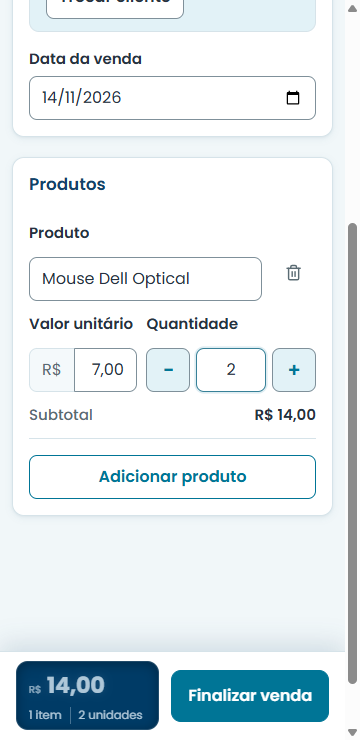 Trocar cliente
Data da venda
14/11/2026
Produtos
Produto
Mouse Dell Optical
Valor unitário Quantidade
R$ 7,00 − 2 +
Subtotal R$ 14,00
Adicionar produto
R$ 14,00
1 item 2 unidades
Finalizar venda